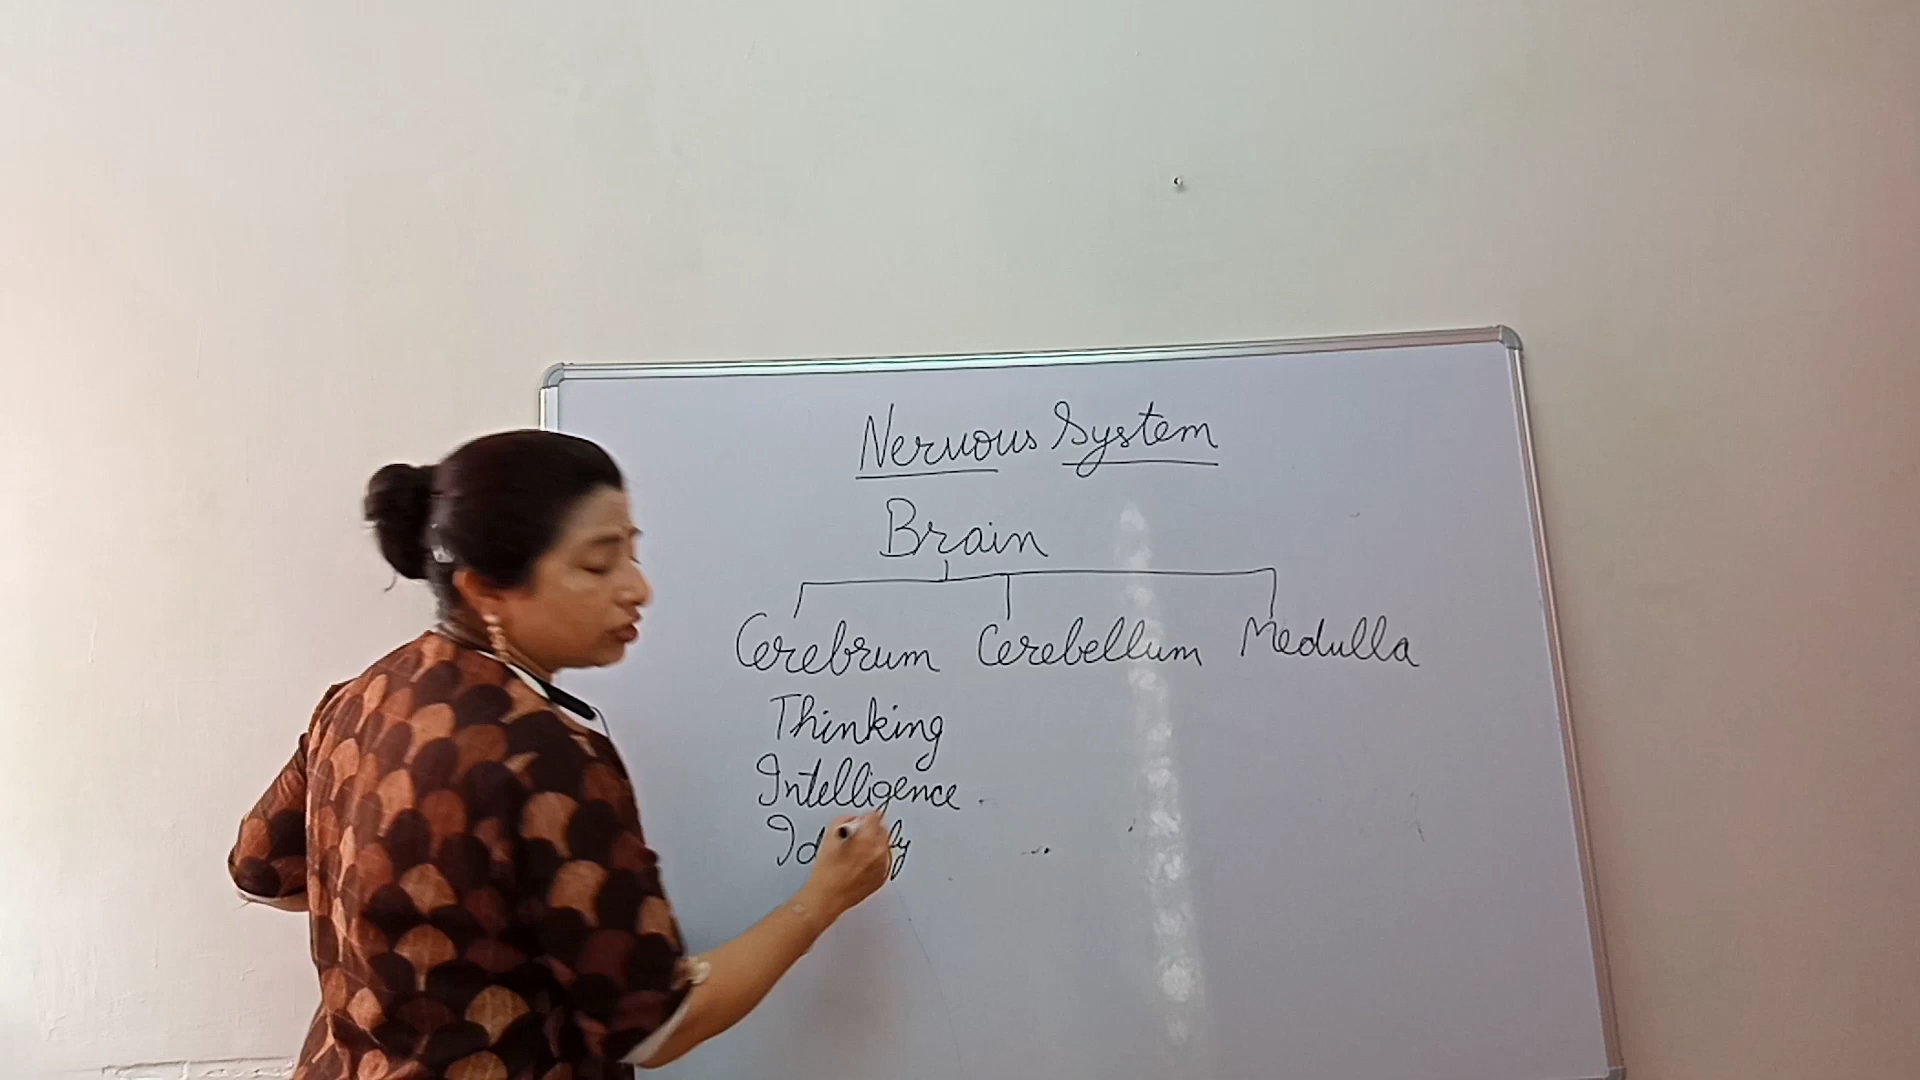 Nervous System
Brain
Cerebrum Cerebellum Medulla
Thinking
Intelligence